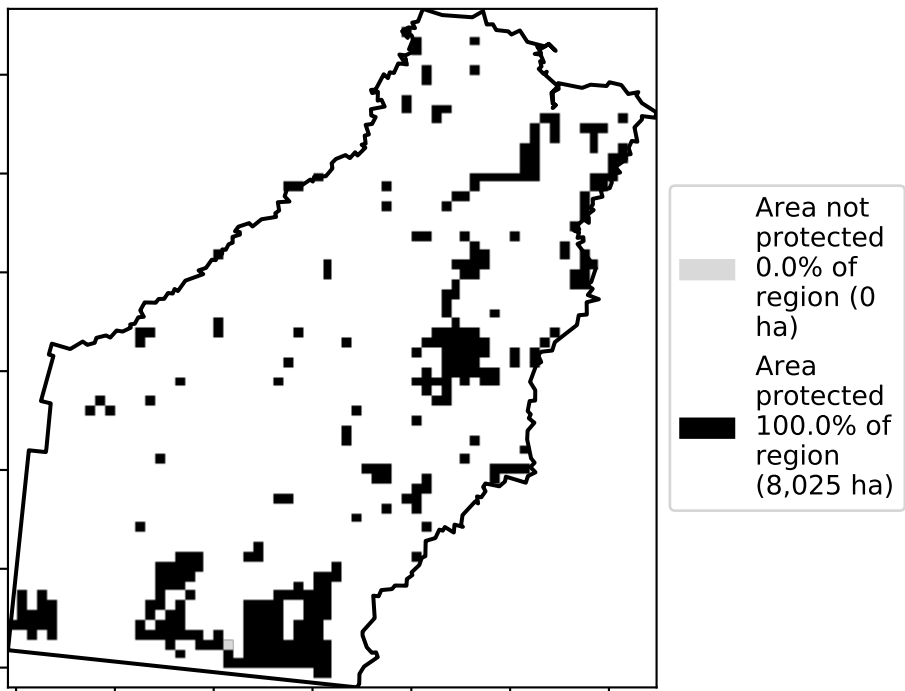 Area not
protected
0.0% of
region (0
ha)
Area
protected
100.0% of
region
(8,025 ha)